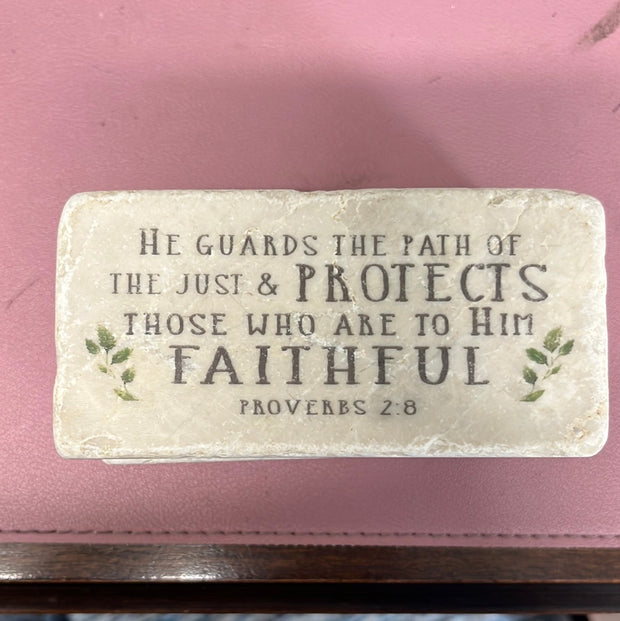 HE GUARDS THE PATH OF
THE JUST & PROTECTS
THOSE WHO ARE TO HIM
FAITHFUL
PROVERBS 2:8